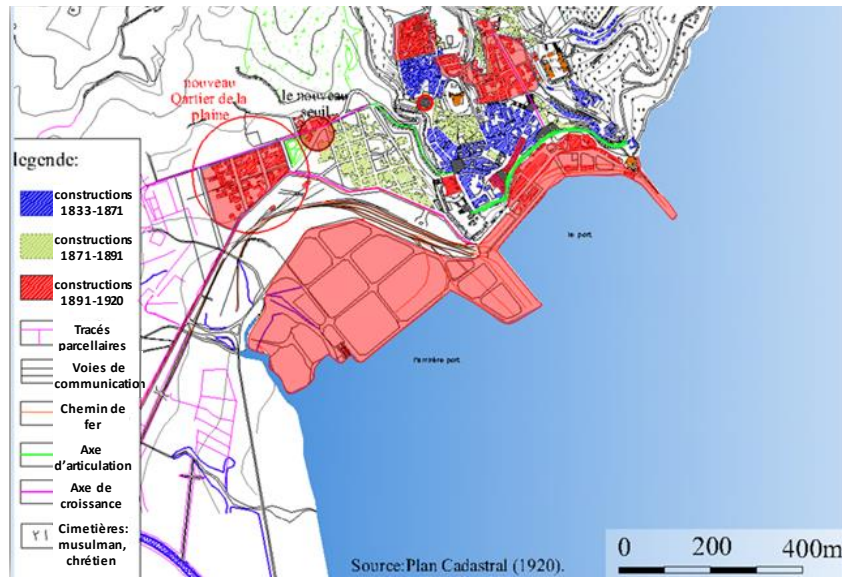 nouveau
Qartier de la
plaine
le nouveau
seuil
legende:
constructions
1833-1871
constructions
1871-1891
constructions
1891-1920
Tracés
parcellaires
Voies de
communication
Chemin de
fer
Axe
d'articulation
Axe de
croissance
٢١
Cimetières:
musulman,
chrétien
le port
l'arrière port
Source:Plan Cadastral (1920).
0 200 400m